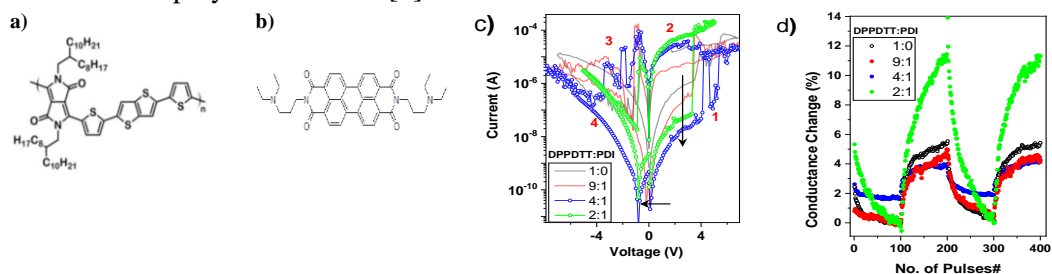 a)
C₁₀H₂₁
C₈H₁₇
N
O
S
S
S
S
n
O
N
H₁₇C₈
C₁₀H₂₁
b)
N
O
O
N
N
O
O
N
c)
Current (A)
10⁻⁴
10⁻⁶
10⁻⁸
10⁻¹⁰
3
2
4
1
DPPDTT:PDI
1:0
9:1
4:1
2:1
-4
0
4
Voltage (V)
d)
Conductance Change (%)
14
12
10
8
6
4
2
0
DPPDTT:PDI
1:0
9:1
4:1
2:1
0
100
200
300
400
No. of Pulses#